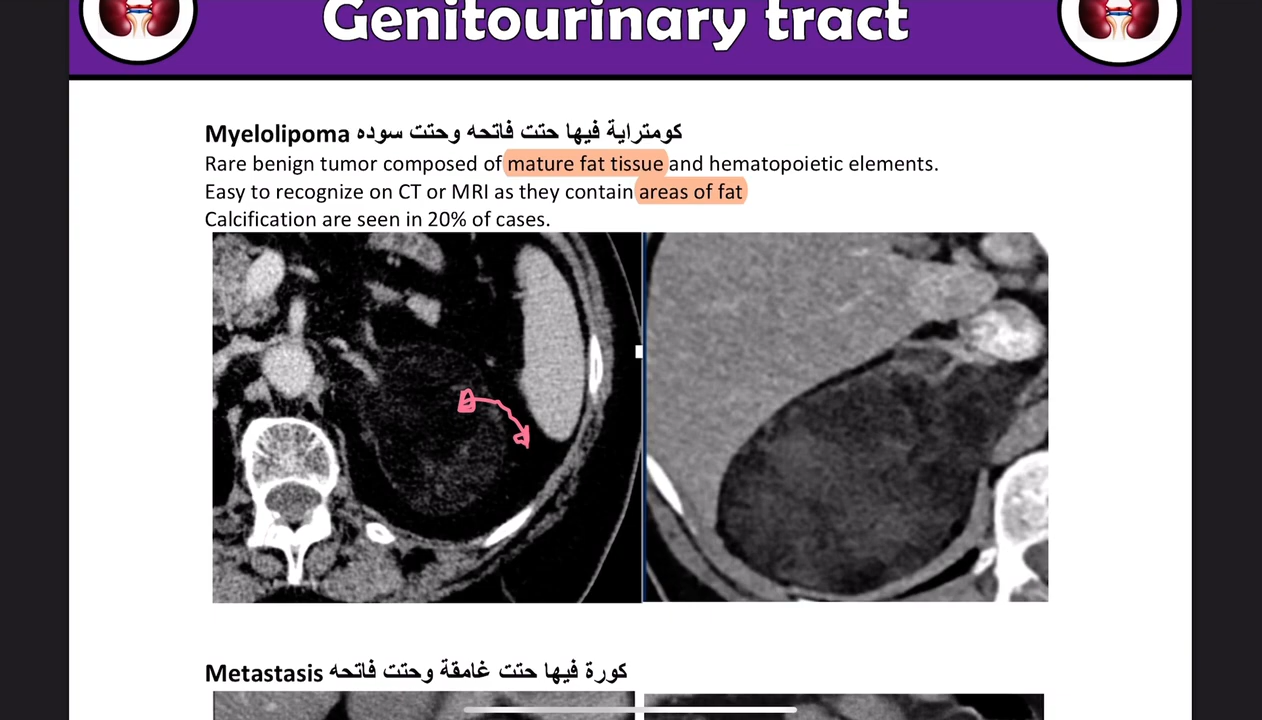 Genitourinary tract
Myelolipoma كومتراية فيها حتت فاتحه وحتت سوده
Rare benign tumor composed of mature fat tissue and hematopoietic elements.
Easy to recognize on CT or MRI as they contain areas of fat
Calcification are seen in 20% of cases.
Metastasis كورة فيها حتت غامقة وحتت فاتحه